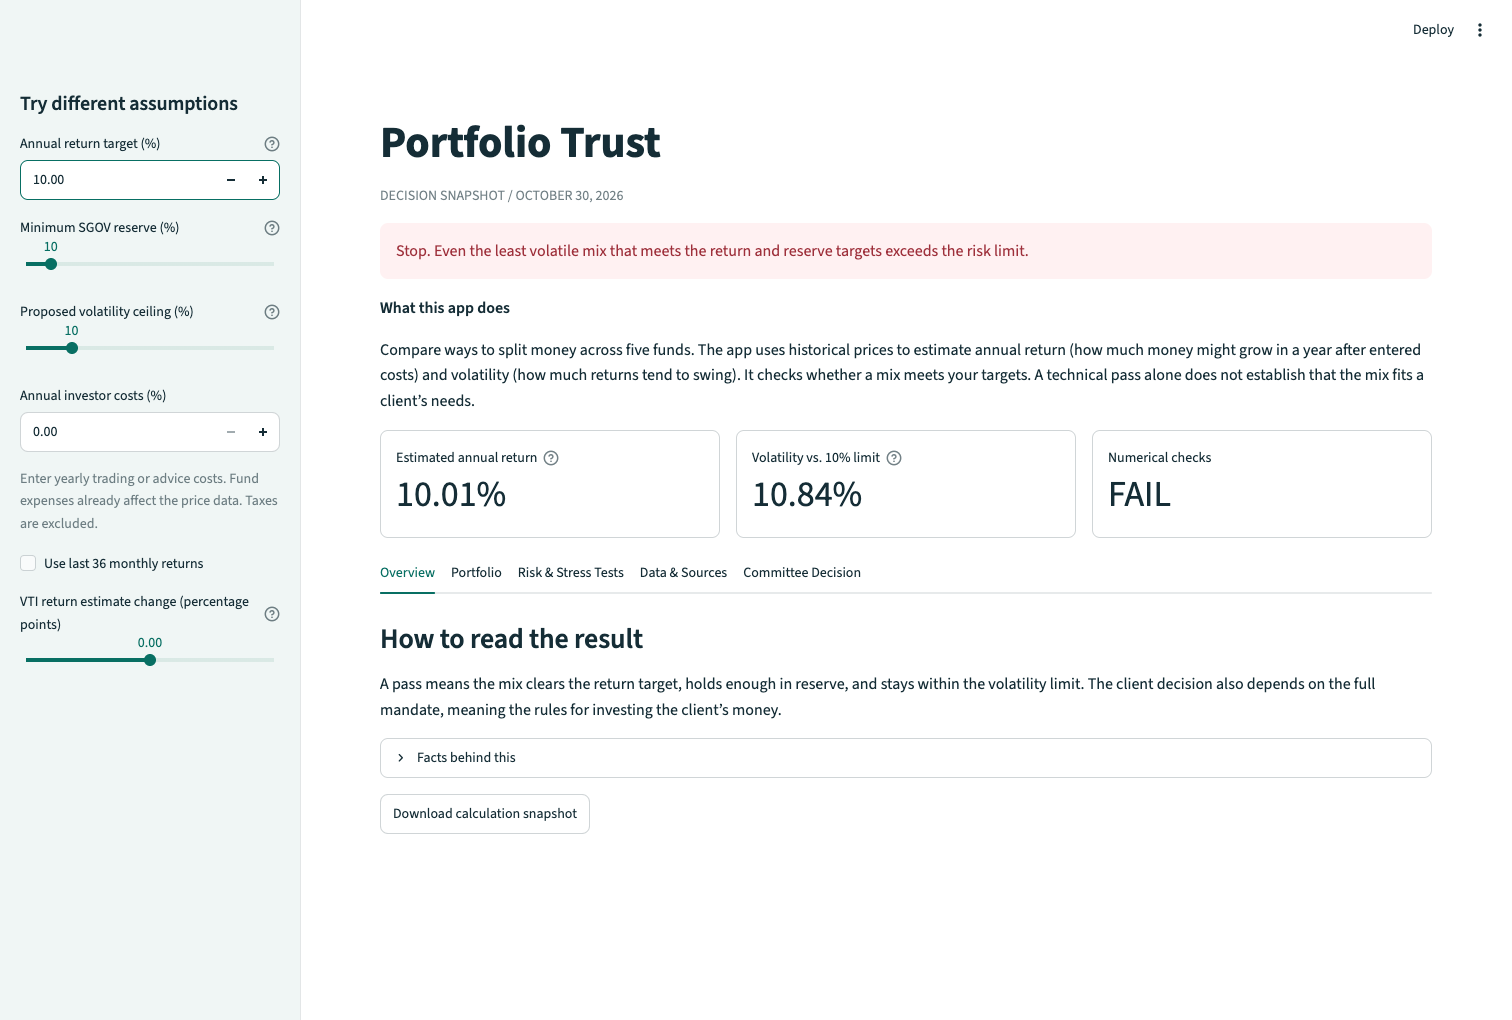 Deploy
Try different assumptions
Annual return target (%)
10.00
Minimum SGOV reserve (%)
10
Proposed volatility ceiling (%)
10
Annual investor costs (%)
0.00
Enter yearly trading or advice costs. Fund
expenses already affect the price data. Taxes
are excluded.
Use last 36 monthly returns
VTI return estimate change (percentage
points)
0.00
Portfolio Trust
DECISION SNAPSHOT / OCTOBER 30, 2026
Stop. Even the least volatile mix that meets the return and reserve targets exceeds the risk limit.
What this app does
Compare ways to split money across five funds. The app uses historical prices to estimate annual return (how much money might grow in a year after entered
costs) and volatility (how much returns tend to swing). It checks whether a mix meets your targets. A technical pass alone does not establish that the mix fits a
client’s needs.
Estimated annual return
10.01%
Volatility vs. 10% limit
10.84%
Numerical checks
FAIL
Overview Portfolio Risk & Stress Tests Data & Sources Committee Decision
How to read the result
A pass means the mix clears the return target, holds enough in reserve, and stays within the volatility limit. The client decision also depends on the full
mandate, meaning the rules for investing the client’s money.
Facts behind this
Download calculation snapshot